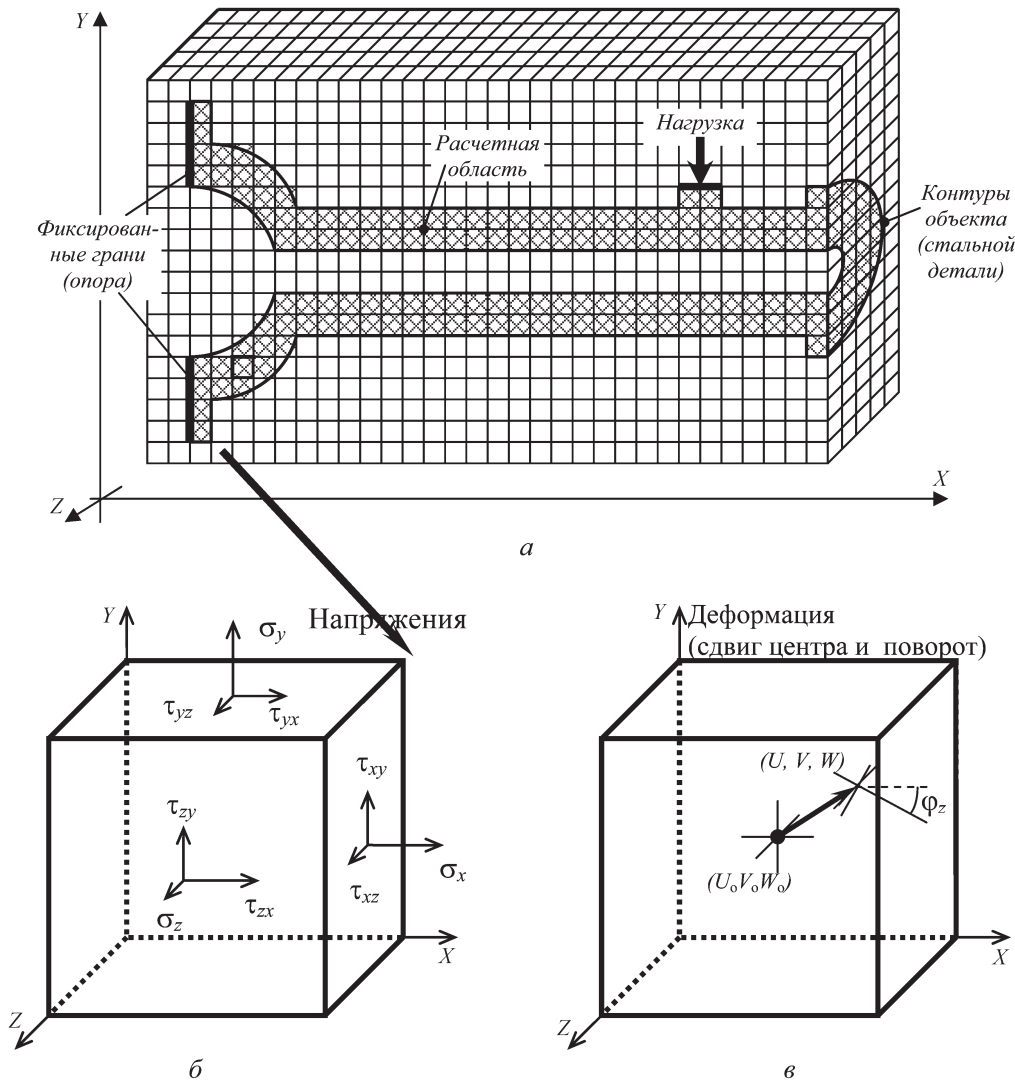 Y
Нагрузка
Расчетная
область
Контуры
объекта
(стальной
детали)
Фиксирован-
ные грани
(опора)
X
Z
а
Y
Напряжения
σy
τyz
τyx
τxy
τzy
σx
τxz
τzx
σz
X
Z
б
Y
Деформация
(сдвиг центра и поворот)
(U, V, W)
φz
(UоVоWо)
X
Z
в